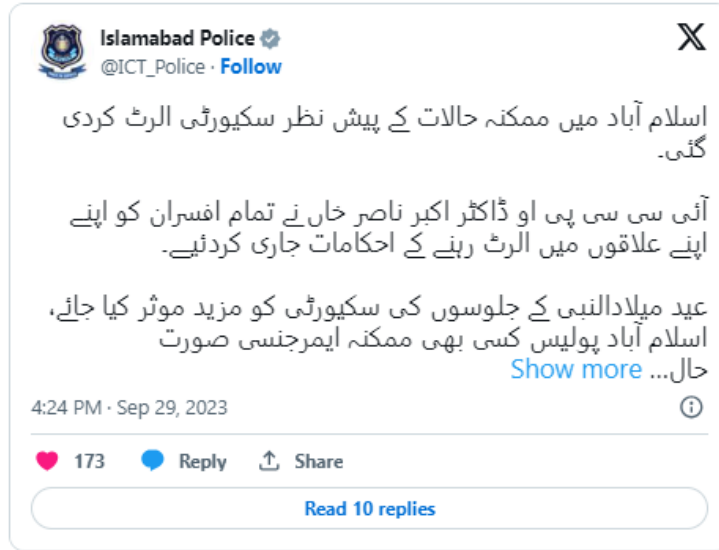 Islamabad Police
@ICT_Police · Follow
اسلام آباد میں ممکنہ حالات کے پیش نظر سکیورٹی الرٹ کردی
گئی۔
آئی سی سی پی او ڈاکٹر اکبر ناصر خاں نے تمام افسران کو اپنے
اپنے علاقوں میں الرٹ رہنے کے احکامات جاری کردئیے۔
عید میلادالنبی کے جلوسوں کی سکیورٹی کو مزید موثر کیا جائے،
اسلام آباد پولیس کسی بھی ممکنہ ایمرجنسی صورت
حال... Show more
4:24 PM · Sep 29, 2023
173 Reply Share
Read 10 replies